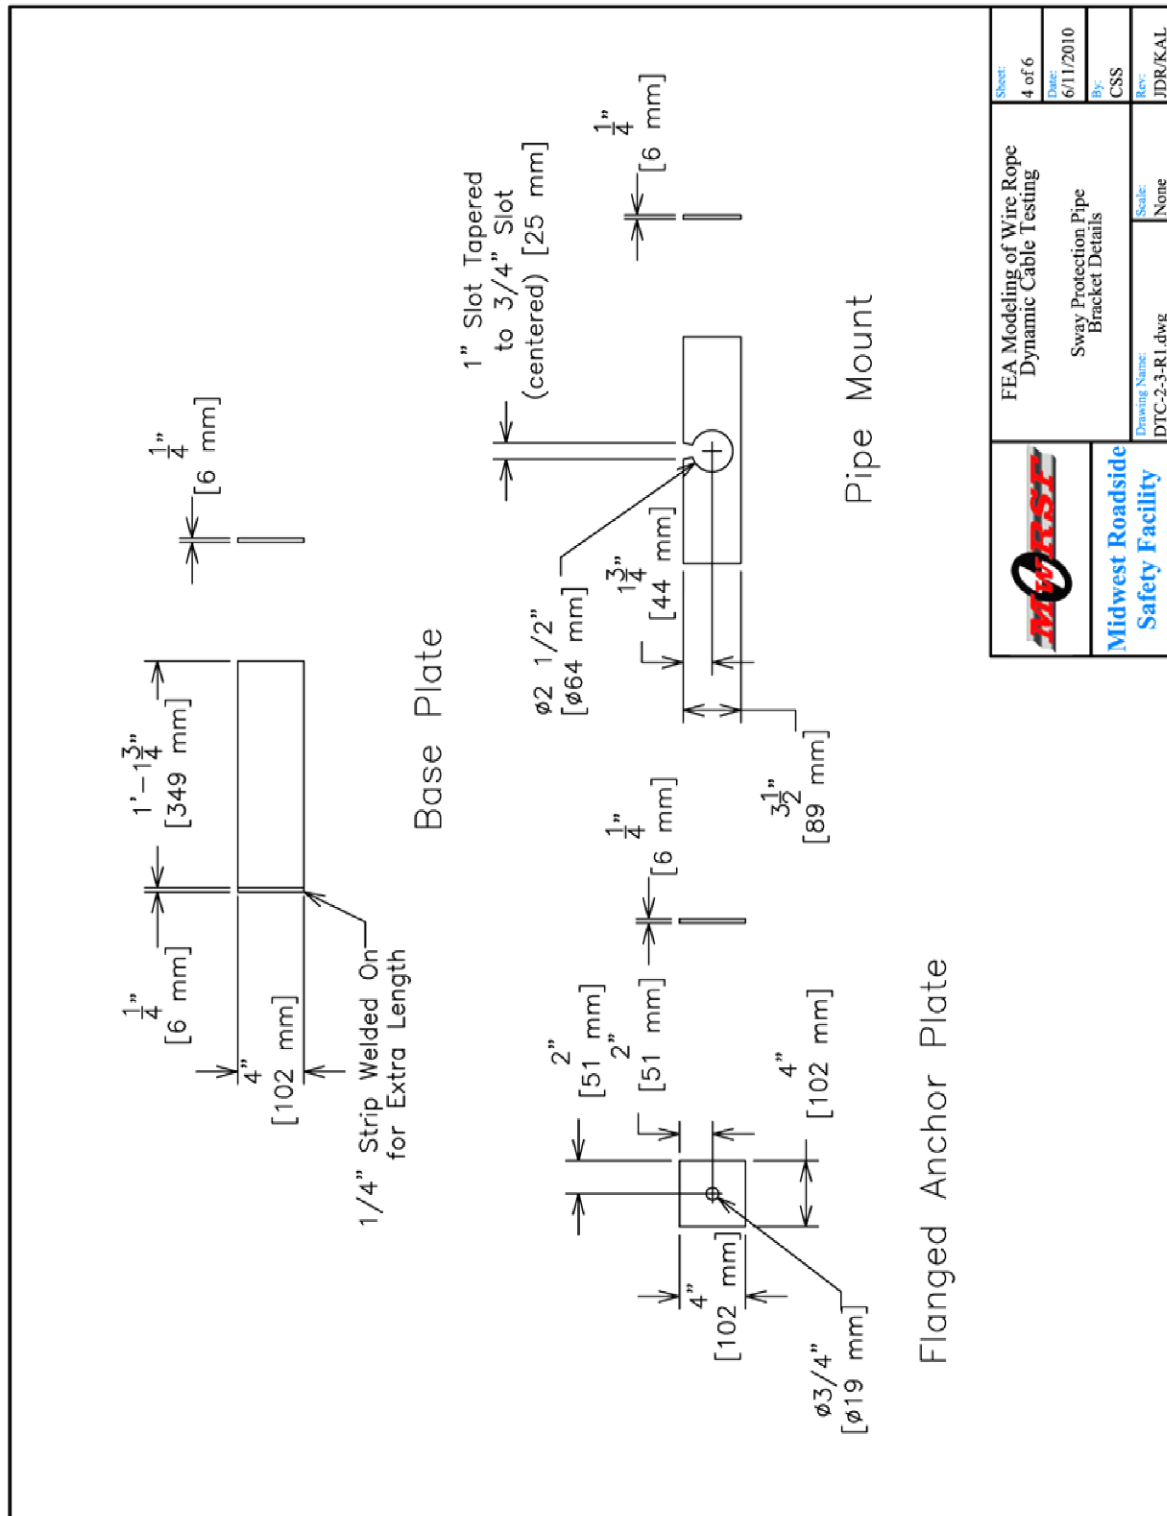 1/4"
[6 mm]
1'-1 3/4"
[349 mm]
1/4"
[6 mm]
4"
[102 mm]
1/4" Strip Welded On
for Extra Length
Base Plate
2"
[51 mm]
2"
[51 mm]
1/4"
[6 mm]
4"
[102 mm]
4"
[102 mm]
ø3/4"
[ø19 mm]
Flanged Anchor Plate
1" Slot Tapered
to 3/4" Slot
(centered) [25 mm]
1/4"
[6 mm]
ø2 1/2"
[ø64 mm]
1 3/4"
[44 mm]
3 1/2"
[89 mm]
Pipe Mount
MwRSF
Midwest Roadside
Safety Facility
FEA Modeling of Wire Rope
Dynamic Cable Testing
Sway Protection Pipe
Bracket Details
Drawing Name:
DTC-2-3-R1.dwg
Scale:
None
Sheet:
4 of 6
Date:
6/11/2010
By:
CSS
Rev:
JDR/KAL